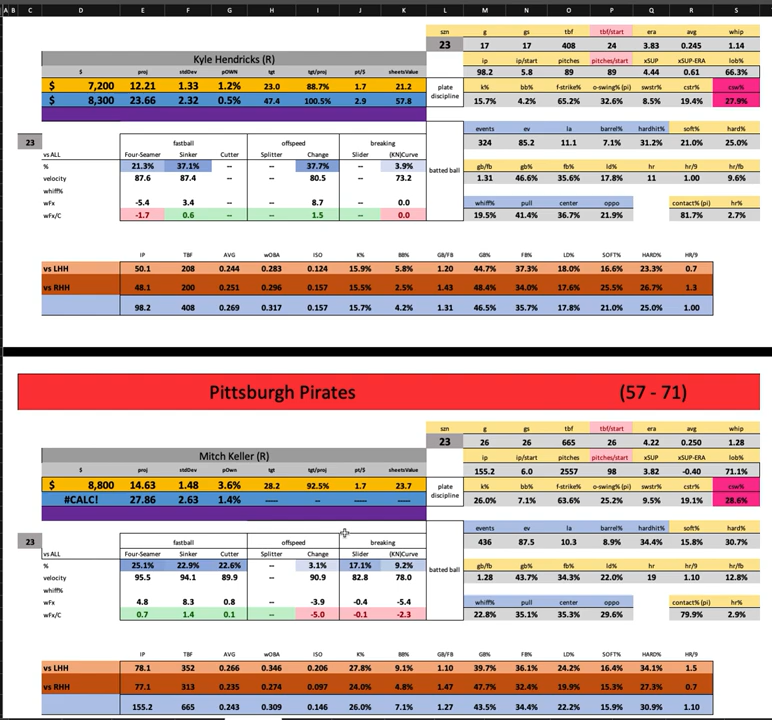 A B C D E F G H I J K L M N O P Q R S
szn g gs tbf tbf/start era avg whip
23 17 17 408 24 3.83 0.245 1.14
Kyle Hendricks (R) ip ip/start pitches pitches/start xSUP xSUP-ERA lob%
$ proj stdDev pOWN tgt tgt/proj pt/$ sheetsValue 98.2 5.8 89 89 4.44 0.61 66.3%
$ 7,200 12.21 1.33 1.2% 23.0 88.7% 1.7 21.2 plate discipline k% bb% f-strike% o-swing% (pi) swstr% cstr% csw%
$ 8,300 23.66 2.32 0.5% 47.4 100.5% 2.9 57.8 15.7% 4.2% 65.2% 32.6% 8.5% 19.4% 27.9%
events ev la barrel% hardhit% soft% hard%
23 fastball offspeed breaking 324 85.2 11.1 7.1% 31.2% 21.0% 25.0%
vs ALL Four-Seamer Sinker Cutter Splitter Change Slider (KN)Curve
% 21.3% 37.1% -- -- 37.7% -- 3.9% batted ball gb/fb gb% fb% ld% hr hr/9 hr/fb
velocity 87.6 87.4 -- -- 80.5 -- 73.2 1.31 46.6% 35.6% 17.8% 11 1.00 9.6%
whiff%
wFx -5.4 3.4 8.7 0.0 whiff% pull center oppo contact% (pi) hr%
wFx/C -1.7 0.6 -- -- 1.5 -- 0.0 19.5% 41.4% 36.7% 21.9% 81.7% 2.7%
IP TBF AVG wOBA ISO K% BB% GB/FB GB% FB% LD% SOFT% HARD% HR/9
vs LHH 50.1 208 0.244 0.283 0.124 15.9% 5.8% 1.20 44.7% 37.3% 18.0% 16.6% 23.3% 0.7
vs RHH 48.1 200 0.251 0.296 0.157 15.5% 2.5% 1.43 48.4% 34.0% 17.6% 25.5% 26.7% 1.3
98.2 408 0.269 0.317 0.157 15.7% 4.2% 1.31 46.5% 35.7% 17.8% 21.0% 25.0% 1.00
Pittsburgh Pirates (57 - 71)
szn g gs tbf tbf/start era avg whip
23 26 26 665 26 4.22 0.250 1.28
Mitch Keller (R) ip ip/start pitches pitches/start xSUP xSUP-ERA lob%
$ proj stdDev pOwn tgt tgt/proj pt/$ sheetsValue 155.2 6.0 2557 98 3.82 -0.40 71.1%
$ 8,800 14.63 1.48 3.6% 28.2 92.5% 1.7 23.7 plate discipline k% bb% f-strike% o-swing% (pi) swstr% cstr% csw%
#CALC! 27.86 2.63 1.4% ---- ---- -- ---- 26.0% 7.1% 63.6% 25.2% 9.5% 19.1% 28.6%
events ev la barrel% hardhit% soft% hard%
23 fastball offspeed breaking 436 87.5 10.3 8.9% 34.4% 15.8% 30.7%
vs ALL Four-Seamer Sinker Cutter Splitter Change Slider (KN)Curve
% 25.1% 22.9% 22.6% -- 3.1% 17.1% 9.2% batted ball gb/fb gb% fb% ld% hr hr/9 hr/fb
velocity 95.5 94.1 89.9 -- 90.9 82.8 78.0 1.28 43.7% 34.3% 22.0% 19 1.10 12.8%
whiff%
wFx 4.8 8.3 0.8 -3.9 -0.4 -5.4 whiff% pull center oppo contact% (pi) hr%
wFx/C 0.7 1.4 0.1 -- -5.0 -0.1 -2.3 22.8% 35.1% 35.3% 29.6% 79.9% 2.9%
IP TBF AVG wOBA ISO K% BB% GB/FB GB% FB% LD% SOFT% HARD% HR/9
vs LHH 78.1 352 0.266 0.346 0.206 27.8% 9.1% 1.10 39.7% 36.1% 24.2% 16.4% 34.1% 1.5
vs RHH 77.1 313 0.235 0.274 0.097 24.0% 4.8% 1.47 47.7% 32.4% 19.9% 15.3% 27.3% 0.7
155.2 665 0.243 0.309 0.146 26.0% 7.1% 1.27 43.5% 34.4% 22.2% 15.9% 30.9% 1.10